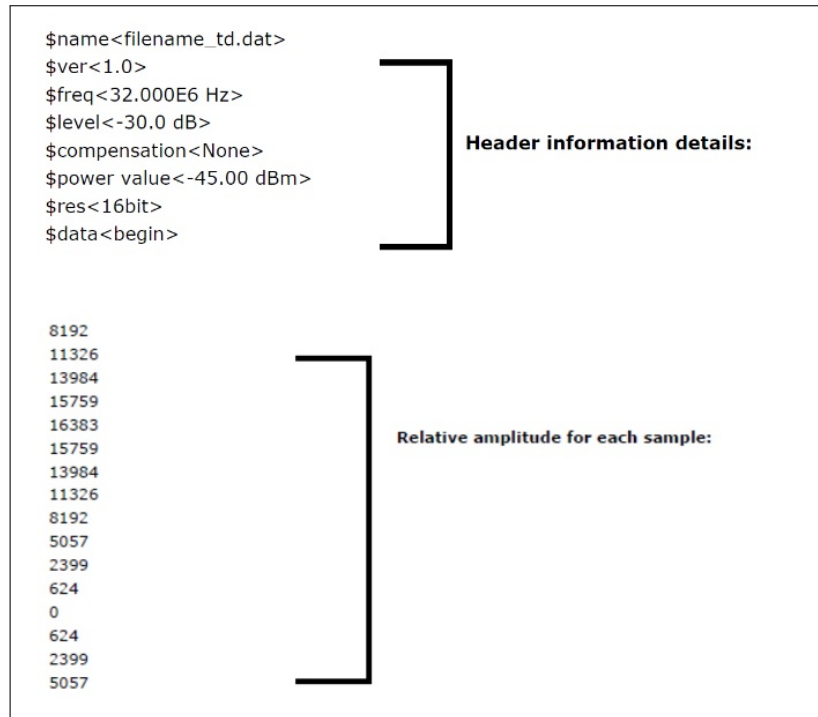 $name<filename_td.dat>
$ver<1.0>
$freq<32.000E6 Hz>
$level<-30.0 dB>
$compensation<None>
$power value<-45.00 dBm>
$res<16bit>
$data<begin>
Header information details:
8192
11326
13984
15759
16383
15759
13984
11326
8192
5057
2399
624
0
624
2399
5057
Relative amplitude for each sample: